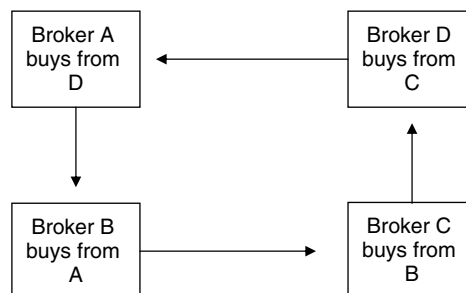 Broker A
buys from
D
Broker D
buys from
C
Broker B
buys from
A
Broker C
buys from
B